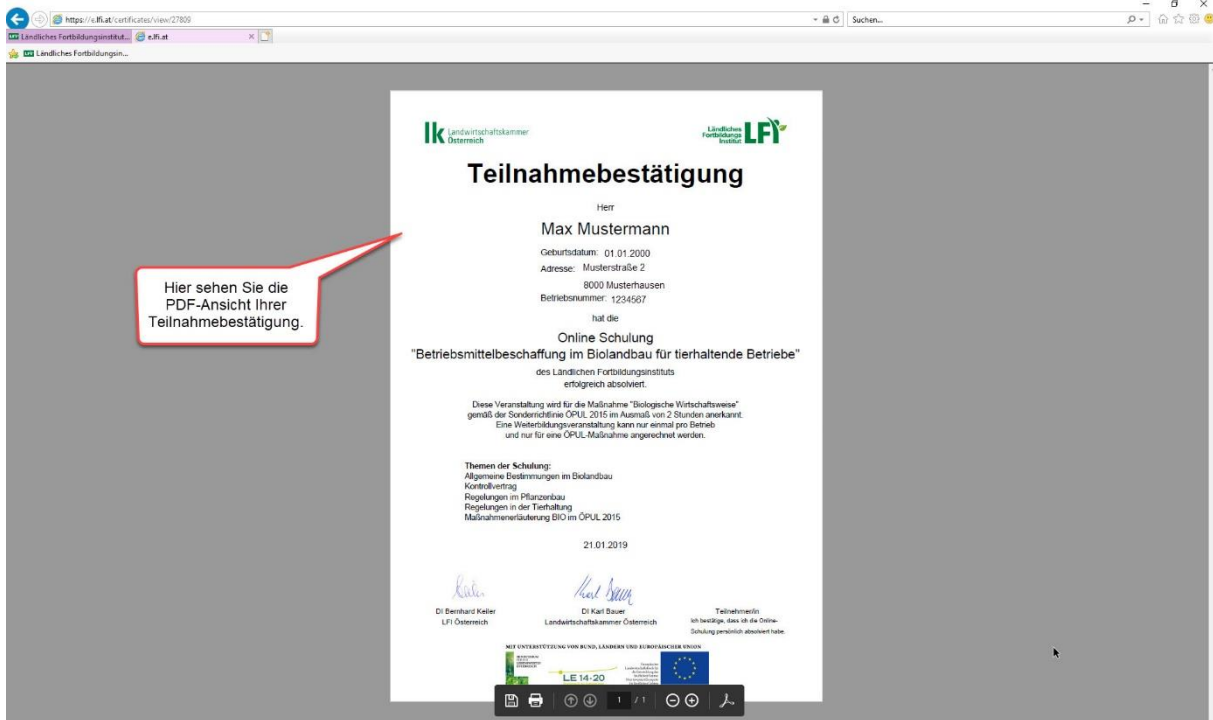 https://e.lfi.at/certificates/view/27809
Suchen...
LFI Ländliches Fortbildungsinstitut...
e.lfi.at
LFI Ländliches Fortbildungsin...
lk Landwirtschaftskammer
Österreich
Ländliches
Fortbildungs
Institut
LFI
Teilnahmebestätigung
Herr
Max Mustermann
Geburtsdatum: 01.01.2000
Adresse: Musterstraße 2
8000 Musterhausen
Betriebsnummer: 1234567
hat die
Online Schulung
"Betriebsmittelbeschaffung im Biolandbau für tierhaltende Betriebe"
des Ländlichen Fortbildungsinstituts
erfolgreich absolviert.
Diese Veranstaltung wird für die Maßnahme "Biologische Wirtschaftsweise"
gemäß der Sonderrichtlinie ÖPUL 2015 im Ausmaß von 2 Stunden anerkannt.
Eine Weiterbildungsveranstaltung kann nur einmal pro Betrieb
und nur für eine ÖPUL-Maßnahme angerechnet werden.
Hier sehen Sie die
PDF-Ansicht Ihrer
Teilnahmebestätigung.
Themen der Schulung:
Allgemeine Bestimmungen im Biolandbau
Kontrollvertrag
Regelungen im Pflanzenbau
Regelungen in der Tierhaltung
Maßnahmenerläuterung BIO im ÖPUL 2015
21.01.2019
DI Bernhard Keiler
LFI Österreich
Karl Bauer
DI Karl Bauer
Landwirtschaftskammer Österreich
Teilnehmer/in
Ich bestätige, dass ich die Online-
Schulung persönlich absolviert habe.
MIT UNTERSTÜTZUNG VON BUND, LÄNDERN UND EUROPÄISCHER UNION
LE 14-20
1 / 1